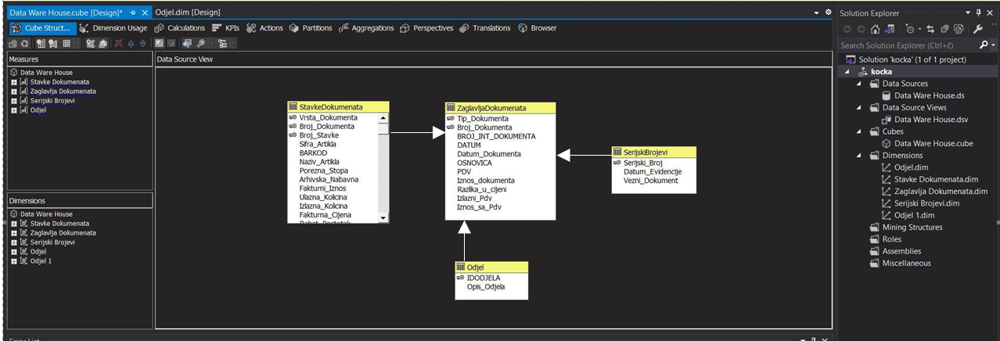 Data Ware House.cube [Design]*
Odjel.dim [Design]
Cube Struct...
Dimension Usage
Calculations
KPIs
Actions
Partitions
Aggregations
Perspectives
Translations
Browser
Measures
Data Ware House
Stavke Dokumenata
Zaglavlja Dokumenata
Serijski Brojevi
Odjel
Dimensions
Data Ware House
Stavke Dokumenata
Zaglavlja Dokumenata
Serijski Brojevi
Odjel
Odjel 1
Data Source View
StavkeDokumenata
Vrsta_Dokumenta
Broj_Dokumenta
Broj_Stavke
Sifra_Artikla
BARKOD
Naziv_Artikla
Porezna_Stopa
Arhivska_Nabavna
Fakturni_Iznos
Ulazna_Kolicina
Izlazna_Kolicina
Fakturna_Cijena
ZaglavljaDokumenata
Tip_Dokumenta
Broj_Dokumenta
BROJ_INT_DOKUMENTA
DATUM
Datum_Dokumenta
OSNOVICA
PDV
Iznos_dokumenta
Razlika_u_cijeni
Izlazni_Pdv
Iznos_sa_Pdv
SerijskiBrojevi
Serijski_Broj
Datum_Evidencije
Vezni_Dokument
Odjel
IDODJELA
Opis_Odjela
Solution Explorer
Search Solution Explorer (Ctrl+č)
Solution 'kocka' (1 of 1 project)
kocka
Data Sources
Data Ware House.ds
Data Source Views
Data Ware House.dsv
Cubes
Data Ware House.cube
Dimensions
Odjel.dim
Stavke Dokumenata.dim
Zaglavlja Dokumenata.dim
Serijski Brojevi.dim
Odjel 1.dim
Mining Structures
Roles
Assemblies
Miscellaneous